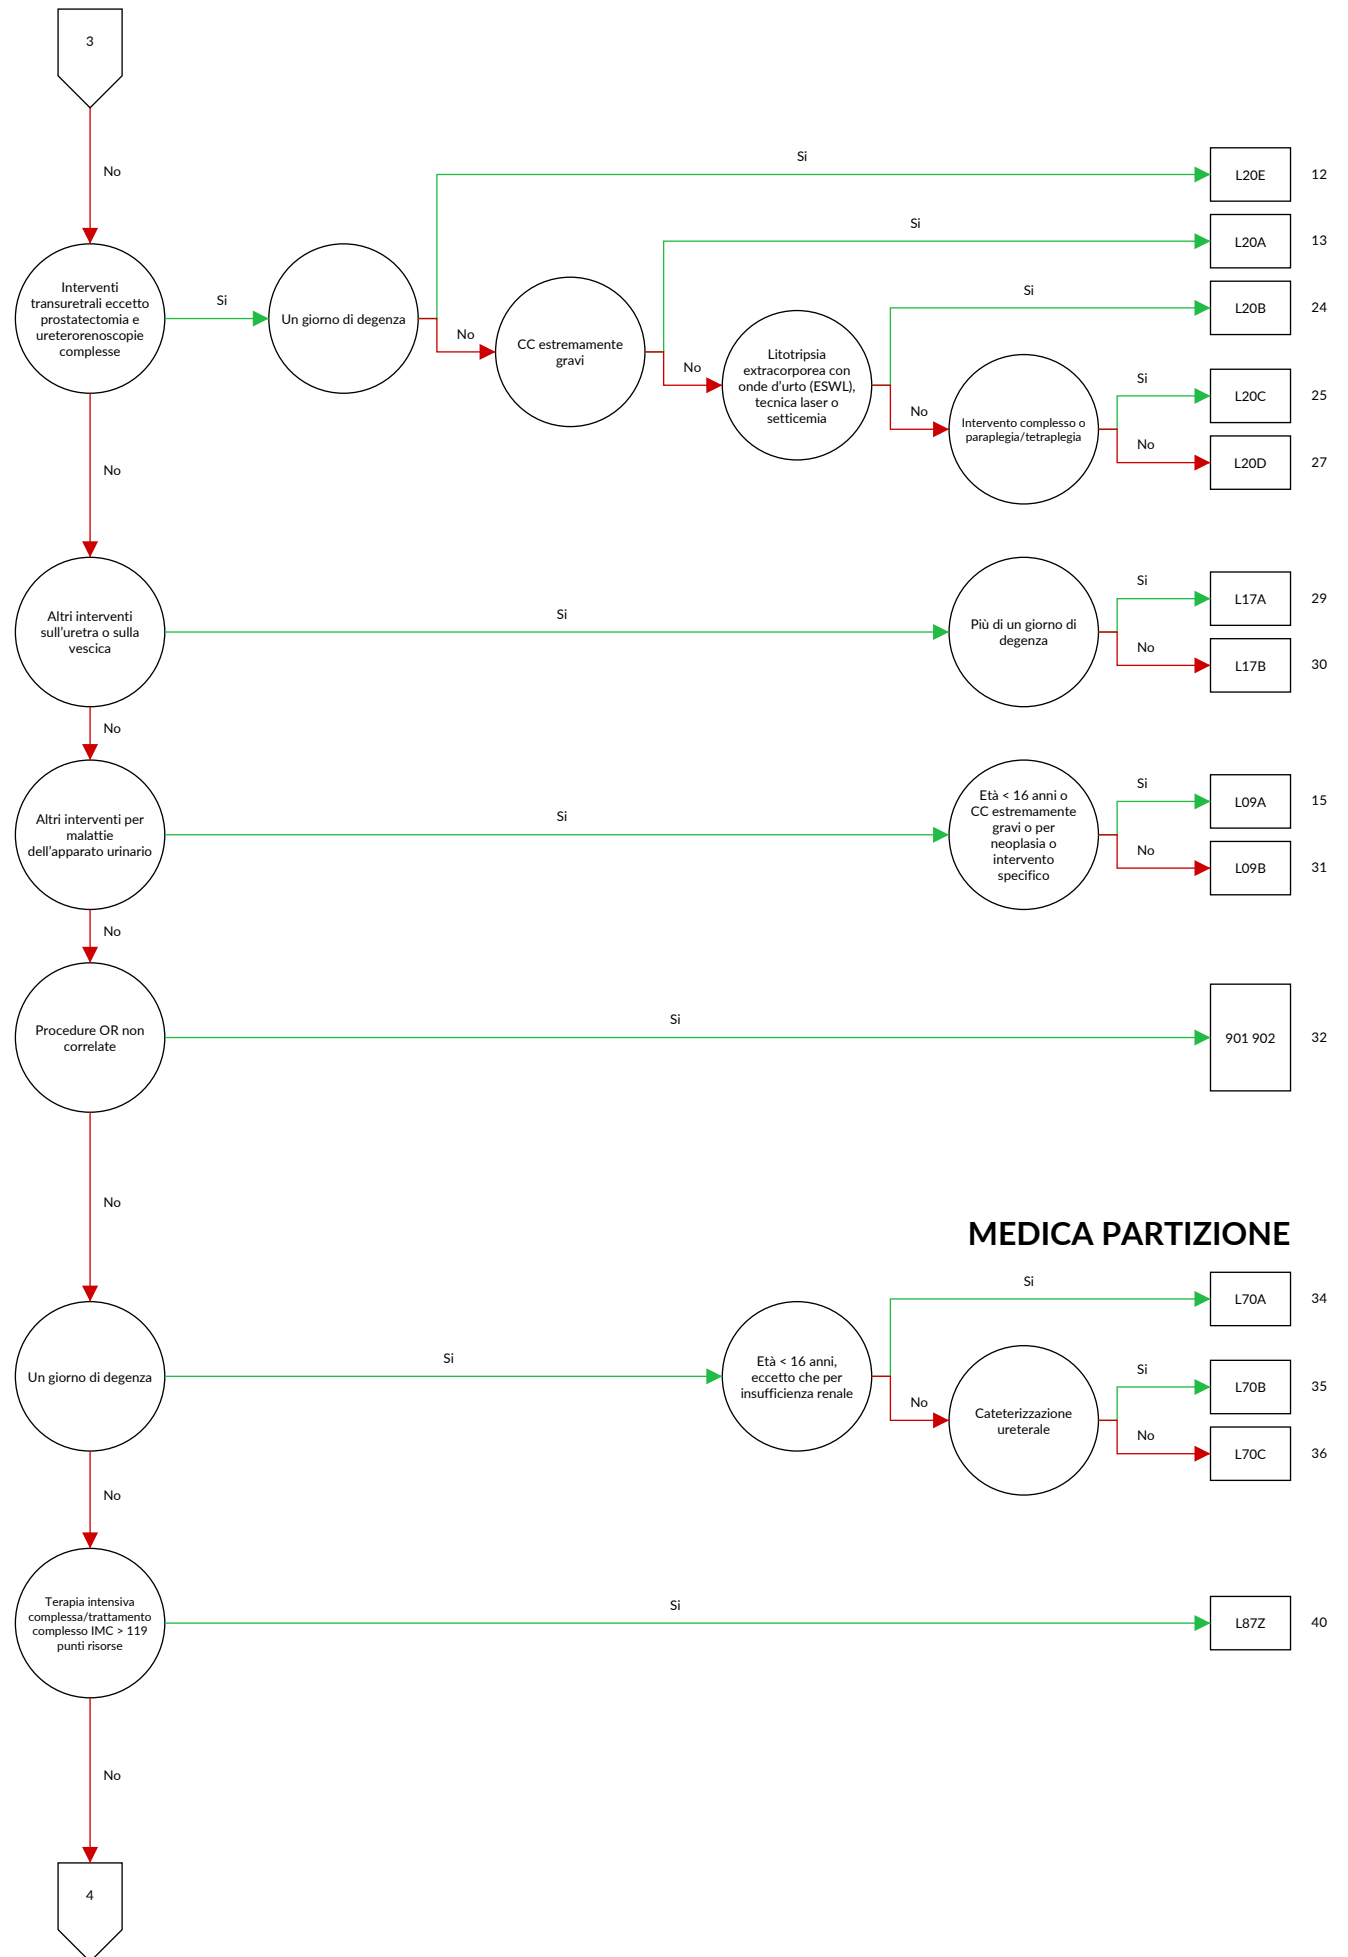 3
No
Si
L20E
12
Si
L20A
13
Interventi
transuretrali eccetto
prostatectomia e
ureterorenoscopie
complesse
Si
Un giorno di degenza
No
CC estremamente
gravi
No
Litotripsia
extracorporea con
onde d'urto (ESWL),
tecnica laser o
setticemia
Si
L20B
24
No
Intervento complesso o
paraplegia/tetraplegia
Si
L20C
25
No
L20D
27
No
Altri interventi
sull'uretra o sulla
vescica
Si
Più di un giorno di
degenza
Si
L17A
29
No
L17B
30
No
Altri interventi per
malattie
dell'apparato urinario
Si
Età < 16 anni o
CC estremamente
gravi o per
neoplasia o
intervento
specifico
Si
L09A
15
No
L09B
31
No
Procedure OR non
correlate
Si
901 902
32
No
MEDICA PARTIZIONE
Un giorno di degenza
Si
Età < 16 anni,
eccetto che per
insufficienza renale
Si
L70A
34
No
Cateterizzazione
ureterale
Si
L70B
35
No
L70C
36
No
Terapia intensiva
complessa/trattamento
complesso IMC > 119
punti risorse
Si
L87Z
40
No
4